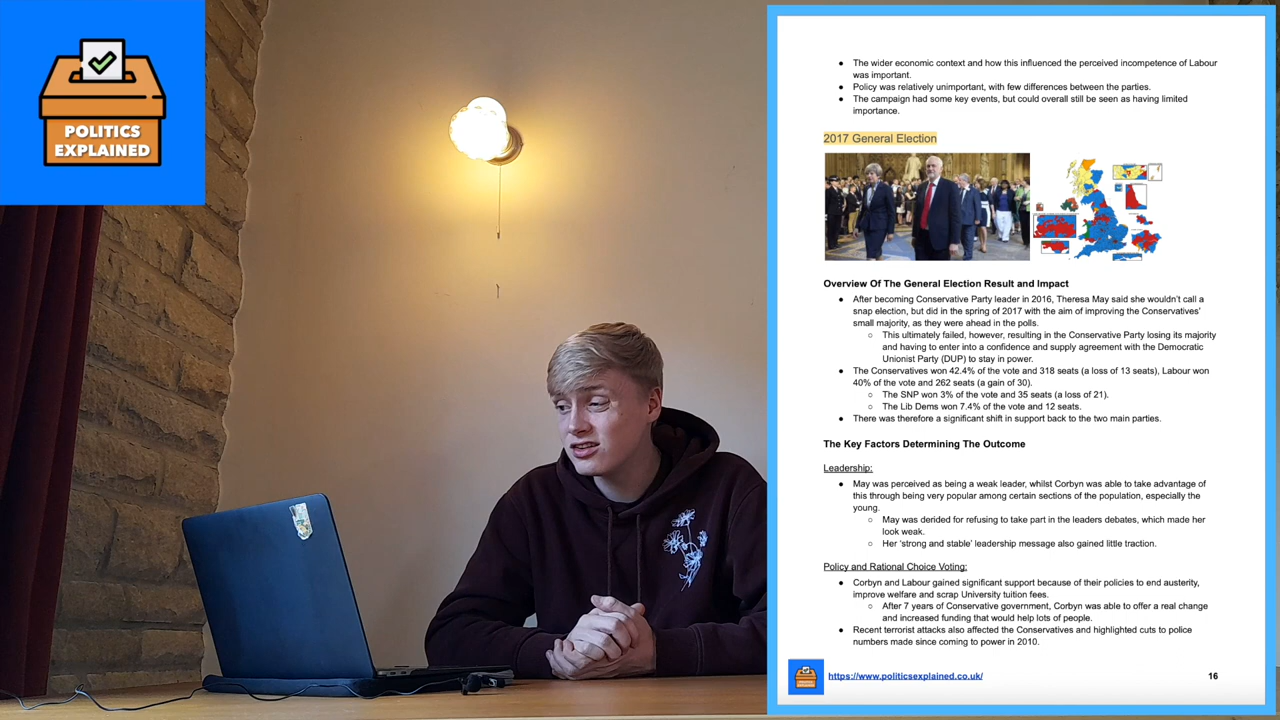 POLITICS
EXPLAINED
● The wider economic context and how this influenced the perceived incompetence of Labour
was important.
● Policy was relatively unimportant, with few differences between the parties.
● The campaign had some key events, but could overall still be seen as having limited
importance.
2017 General Election
Overview Of The General Election Result and Impact
● After becoming Conservative Party leader in 2016, Theresa May said she wouldn't call a
snap election, but did in the spring of 2017 with the aim of improving the Conservatives'
small majority, as they were ahead in the polls.
○ This ultimately failed, however, resulting in the Conservative Party losing its majority
and having to enter into a confidence and supply agreement with the Democratic
Unionist Party (DUP) to stay in power.
● The Conservatives won 42.4% of the vote and 318 seats (a loss of 13 seats), Labour won
40% of the vote and 262 seats (a gain of 30).
○ The SNP won 3% of the vote and 35 seats (a loss of 21).
○ The Lib Dems won 7.4% of the vote and 12 seats.
● There was therefore a significant shift in support back to the two main parties.
The Key Factors Determining The Outcome
Leadership:
● May was perceived as being a weak leader, whilst Corbyn was able to take advantage of
this through being very popular among certain sections of the population, especially the
young.
○ May was derided for refusing to take part in the leaders debates, which made her
look weak.
○ Her 'strong and stable' leadership message also gained little traction.
Policy and Rational Choice Voting:
● Corbyn and Labour gained significant support because of their policies to end austerity,
improve welfare and scrap University tuition fees.
○ After 7 years of Conservative government, Corbyn was able to offer a real change
and increased funding that would help lots of people.
● Recent terrorist attacks also affected the Conservatives and highlighted cuts to police
numbers made since coming to power in 2010.
https://www.politicsexplained.co.uk/
16